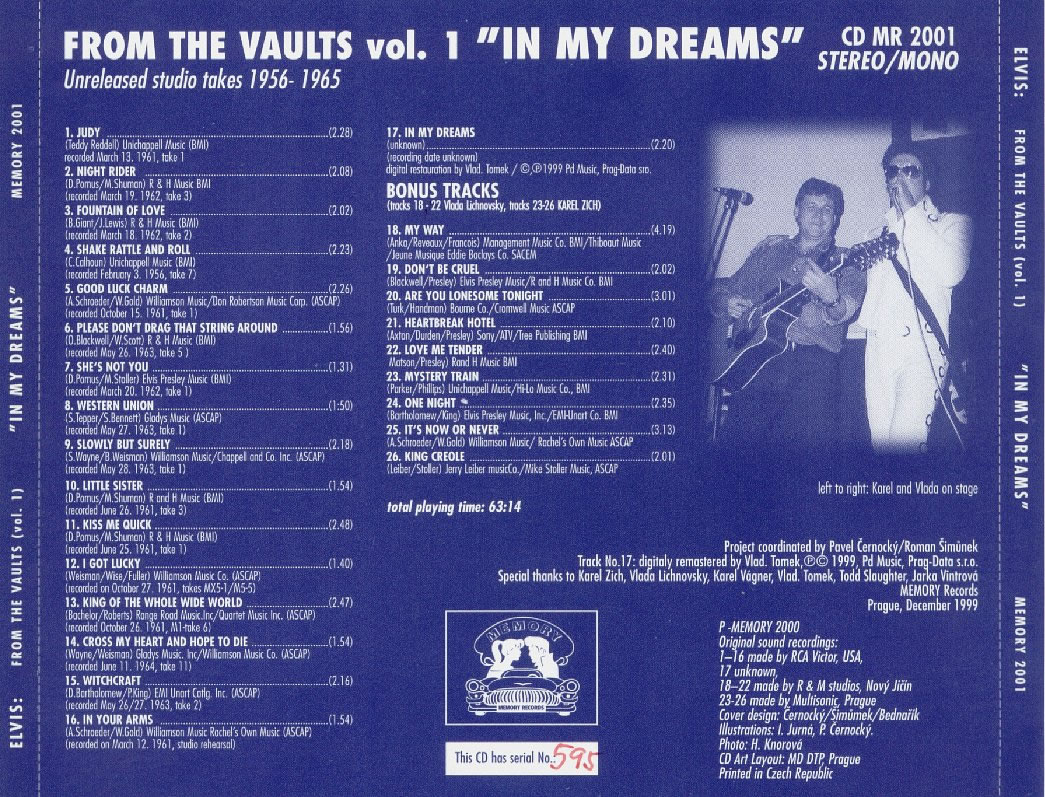 FROM THE VAULTS vol. 1 "IN MY DREAMS"
Unreleased studio takes 1956- 1965
CD MR 2001
STEREO/MONO
1. JUDY (2.28)
(Teddy Reddell) Unichappell Music (BMI)
recorded March 13. 1961, take 1
2. NIGHT RIDER (2.08)
(D.Pomus/M.Shuman) R & H Music BMI
(recorded March 19. 1962, take 3)
3. FOUNTAIN OF LOVE (2.02)
(B.Giant/J.Lewis) R & H Music (BMI)
(recorded March 18. 1962, take 2)
4. SHAKE RATTLE AND ROLL (2.23)
(C.Calhoun) Unichappell Music (BMI)
(recorded February 3. 1956, take 7)
5. GOOD LUCK CHARM (2.26)
(A.Schroeder/W.Gold) Williamson Music/Don Robertson Music Corp. (ASCAP)
(recorded October 15. 1961, take 1)
6. PLEASE DON'T DRAG THAT STRING AROUND (1.56)
(D.Blackwell/W.Scott) R & H Music (BMI)
(recorded May 26. 1963, take 5 )
7. SHE'S NOT YOU (1.31)
(D.Pomus/M.Stoller) Elvis Presley Music (BMI)
(recorded March 20. 1962, take 1)
8. WESTERN UNION (1:50)
(S.Tepper/S.Bennett) Gladys Music (ASCAP)
(recorded May 27. 1963, take 1)
9. SLOWLY BUT SURELY (2.18)
(S.Wayne/B.Weisman) Williamson Music/Chappell and Co. Inc. (ASCAP)
(recorded May 28. 1963, take 1)
10. LITTLE SISTER (1.54)
(D.Pomus/M.Shuman) R and H Music (BMI)
(recorded June 26. 1961, take 3)
11. KISS ME QUICK (2.48)
(D.Pomus/M.Shuman) R & H Music (BMI)
(recorded June 25. 1961, take 1)
12. I GOT LUCKY (1.40)
(Weisman/Wise/Fuller) Williamson Music Co. (ASCAP)
(recorded on October 27. 1961, takes MX5-1/M5-5)
13. KING OF THE WHOLE WIDE WORLD (2.47)
(Bachelor/Roberts) Range Road Music.Inc/Quartet Music Inc. (ASCAP)
(recorded October 26. 1961, M1-take 6)
14. CROSS MY HEART AND HOPE TO DIE (1.54)
(Wayne/Weisman) Gladys Music. Inc/Williamson Music Co. (ASCAP)
(recorded June 11. 1964, take 11)
15. WITCHCRAFT (2.16)
(D.Bartholomew/P.King) EMI Unart Catlg. Inc. (ASCAP)
(recorded May 26/27. 1963, take 2)
16. IN YOUR ARMS (1.54)
(A.Schroeder/W.Gold) Williamson Music Rachel's Own Music (ASCAP)
(recorded on March 12. 1961, studio rehearsal)
17. IN MY DREAMS
(unknown) (2.20)
(recording date unknown)
digital restauration by Vlad. Tomek / ©,℗1999 Pd Music, Prag-Data sro.
BONUS TRACKS
(tracks 18 - 22 Vlada Lichnovsky, tracks 23-26 KAREL ZICH)
18. MY WAY (4.19)
(Anka/Reveaux/Francois) Management Music Co. BMI/Thibaout Music
/Jeune Musique Eddie Baclays Co. SACEM
19. DON'T BE CRUEL (2.02)
(Blackwell/Presley) Elvis Presley Music/R and H Music Co. BMI
20. ARE YOU LONESOME TONIGHT (3.01)
(Turk/Handman) Bourne Co./Cromwell Music ASCAP
21. HEARTBREAK HOTEL (2.10)
(Axton/Durden/Presley) Sony/ATV/Tree Publishing BMI
22. LOVE ME TENDER (2.40)
Matson/Presley) Rand H Music BMI
23. MYSTERY TRAIN (2.31)
(Parker/Phillips) Unichappell Music/Hi-Lo Music Co., BMI
24. ONE NIGHT (2.35)
(Bartholomew/King) Elvis Presley Music, Inc./EMI-Unart Co. BMI
25. IT'S NOW OR NEVER (3.13)
(A.Schroeder/W.Gold) Williamson Music/ Rachel's Own Music ASCAP
26. KING CREOLE (2.01)
(Leiber/Stoller) Jerry Leiber musicCo./Mike Stoller Music, ASCAP
total playing time: 63:14
left to right: Karel and Vlada on stage
Project coordinated by Pavel Černocký/Roman Šimůnek
Track No.17: digitaly remastered by Vlad. Tomek,℗© 1999, Pd Music, Prag-Data s.r.o.
Special thanks to Karel Zich, Vlada Lichnovsky, Karel Vágner, Vlad. Tomek, Todd Slaughter, Jarka Vintrová
MEMORY Records
Prague, December 1999
P -MEMORY 2000
Original sound recordings:
1–16 made by RCA Victor, USA,
17 unknown,
18–22 made by R & M studios, Nový Jičín
23-26 made by Multisonic, Prague
Cover design: Černocký/Šimůmek/Bednařík
Illustrations: I. Jurná, P. Černocký.
Photo: H. Knorová
CD Art Layout: MD DTP, Prague
Printed in Czech Republic
MEMORY
MEMORY RECORDS
This CD has serial No.: 595
ELVIS: FROM THE VAULTS (vol. 1) "IN MY DREAMS" MEMORY 2001
ELVIS: FROM THE VAULTS (vol. 1) "IN MY DREAMS" MEMORY 2001